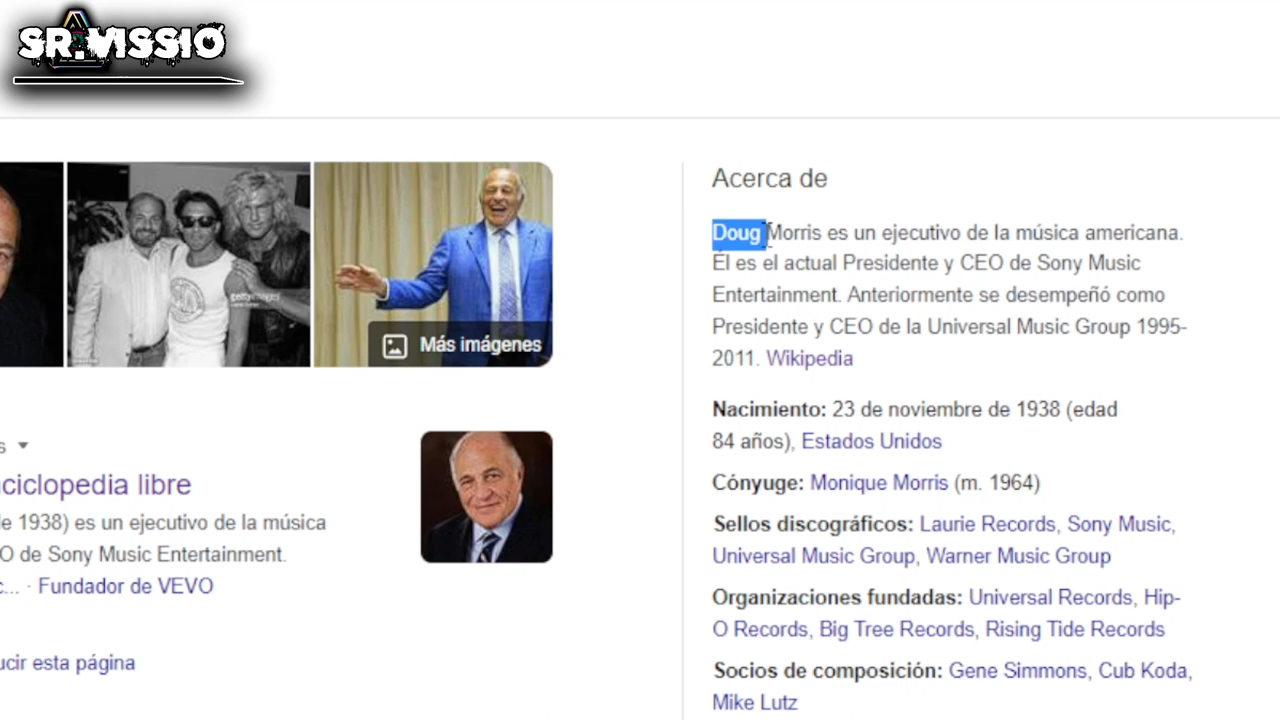 SR.VISSIO
Acerca de
Doug Morris es un ejecutivo de la música americana.
Él es el actual Presidente y CEO de Sony Music
Entertainment. Anteriormente se desempeñó como
Presidente y CEO de la Universal Music Group 1995-
2011. Wikipedia
Nacimiento: 23 de noviembre de 1938 (edad
84 años), Estados Unidos
Cónyuge: Monique Morris (m. 1964)
Sellos discográficos: Laurie Records, Sony Music,
Universal Music Group, Warner Music Group
Organizaciones fundadas: Universal Records, Hip-
O Records, Big Tree Records, Rising Tide Records
Socios de composición: Gene Simmons, Cub Koda,
Mike Lutz
gettyimages
Más imágenes
s
nciclopedia libre
de 1938) es un ejecutivo de la música
O de Sony Music Entertainment.
c... · Fundador de VEVO
ucir esta página